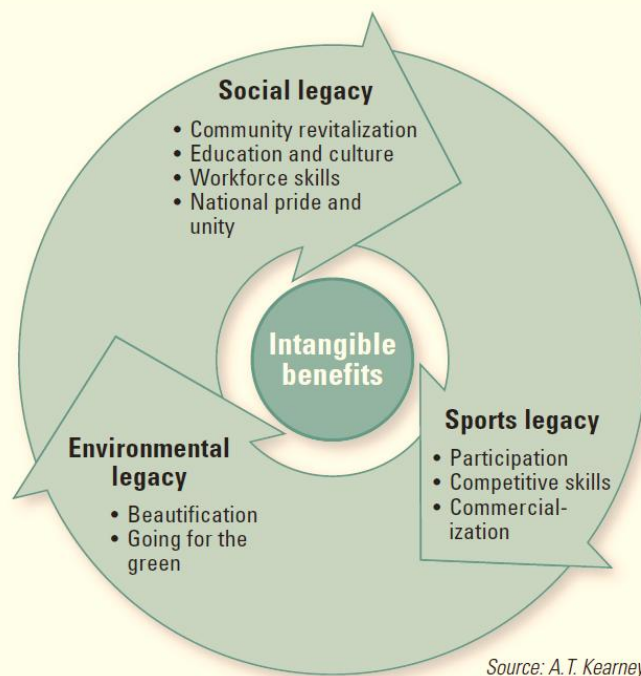 Social legacy
• Community revitalization
• Education and culture
• Workforce skills
• National pride and
unity
Intangible
benefits
Sports legacy
• Participation
• Competitive skills
• Commercial-
ization
Environmental
legacy
• Beautification
• Going for the
green
Source: A.T. Kearney